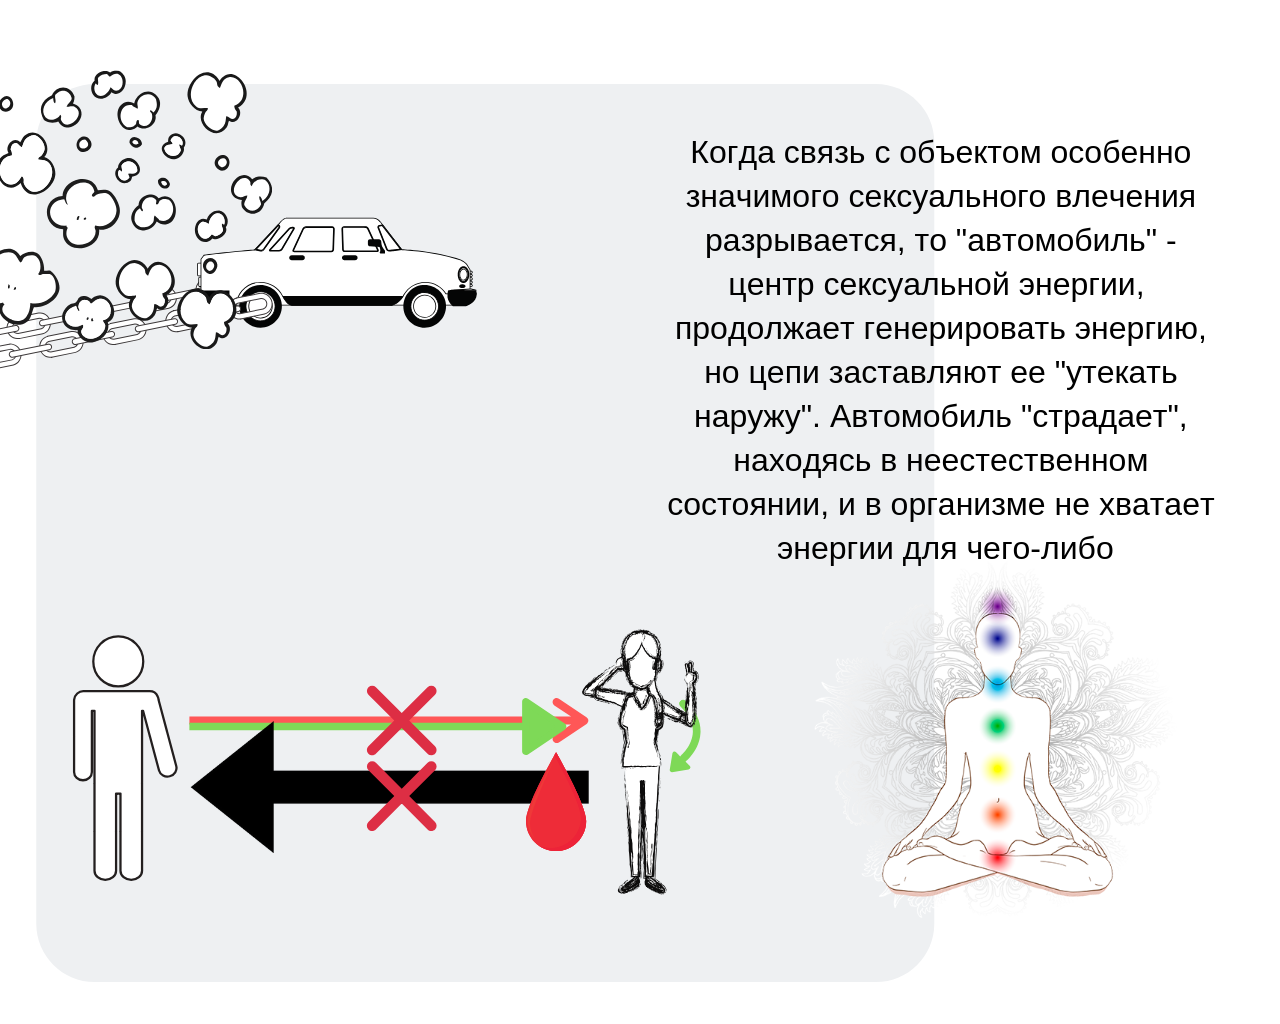 Когда связь с объектом особенно
значимого сексуального влечения
разрывается, то "автомобиль" -
центр сексуальной энергии,
продолжает генерировать энергию,
но цепи заставляют ее "утекать
наружу". Автомобиль "страдает",
находясь в неестественном
состоянии, и в организме не хватает
энергии для чего-либо